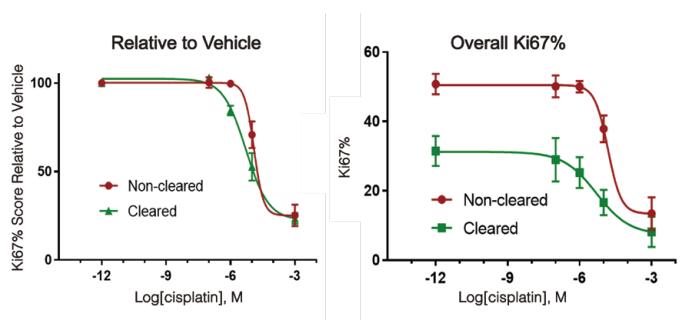 Relative to Vehicle
Ki67% Score Relative to Vehicle
100
50
0
Non-cleared
Cleared
-12 -9 -6 -3
Log[cisplatin], M
Overall Ki67%
Ki67%
60
40
20
0
Non-cleared
Cleared
-12 -9 -6 -3
Log[cisplatin], M